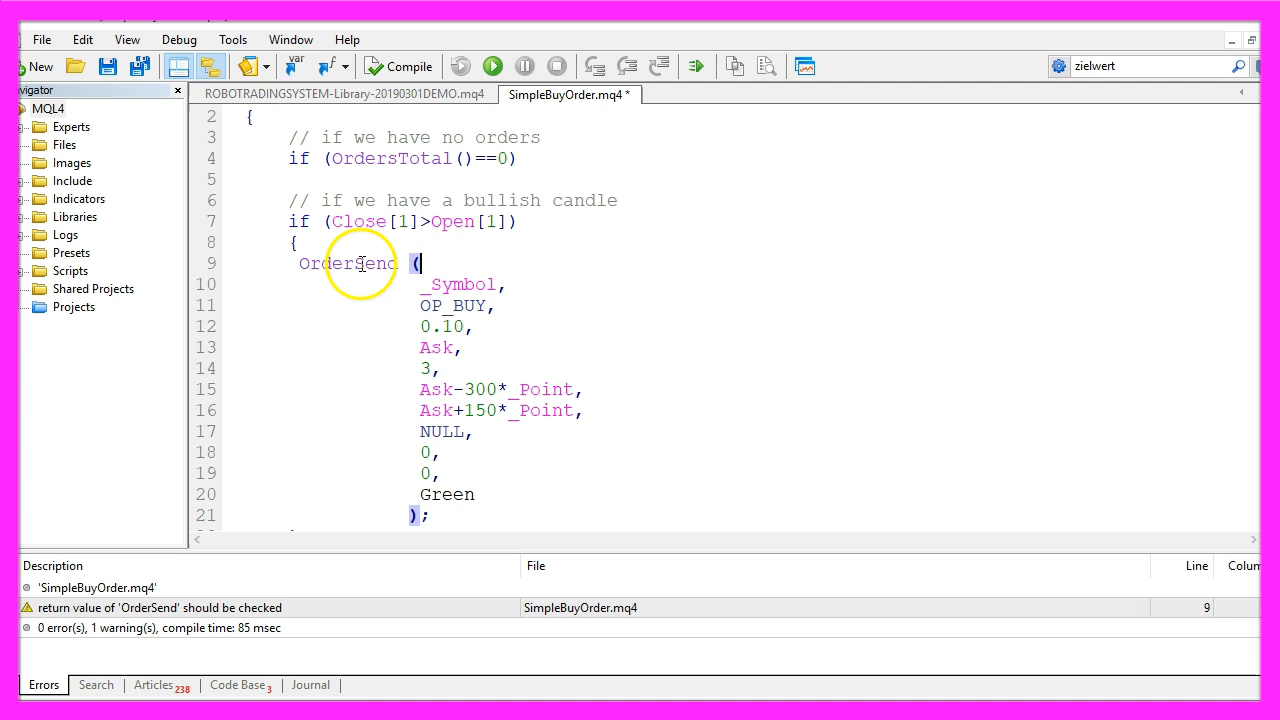 File Edit View Debug Tools Window Help
New var Compile zielwert
vigator
ROBOTRADINGSYSTEM-Library-20190301DEMO.mq4 SimpleBuyOrder.mq4 *
MQL4
Experts
Files
Images
Include
Indicators
Libraries
Logs
Presets
Scripts
Shared Projects
Projects
2 {
3 // if we have no orders
4 if (OrdersTotal()==0)
5
6 // if we have a bullish candle
7 if (Close[1]>Open[1])
8 {
9 OrderSend (
10 _Symbol,
11 OP_BUY,
12 0.10,
13 Ask,
14 3,
15 Ask-300*_Point,
16 Ask+150*_Point,
17 NULL,
18 0,
19 0,
20 Green
21 );
Description File Line Colum
'SimpleBuyOrder.mq4'
return value of 'OrderSend' should be checked SimpleBuyOrder.mq4 9
0 error(s), 1 warning(s), compile time: 85 msec
Errors Search Articles 238 Code Base 3 Journal